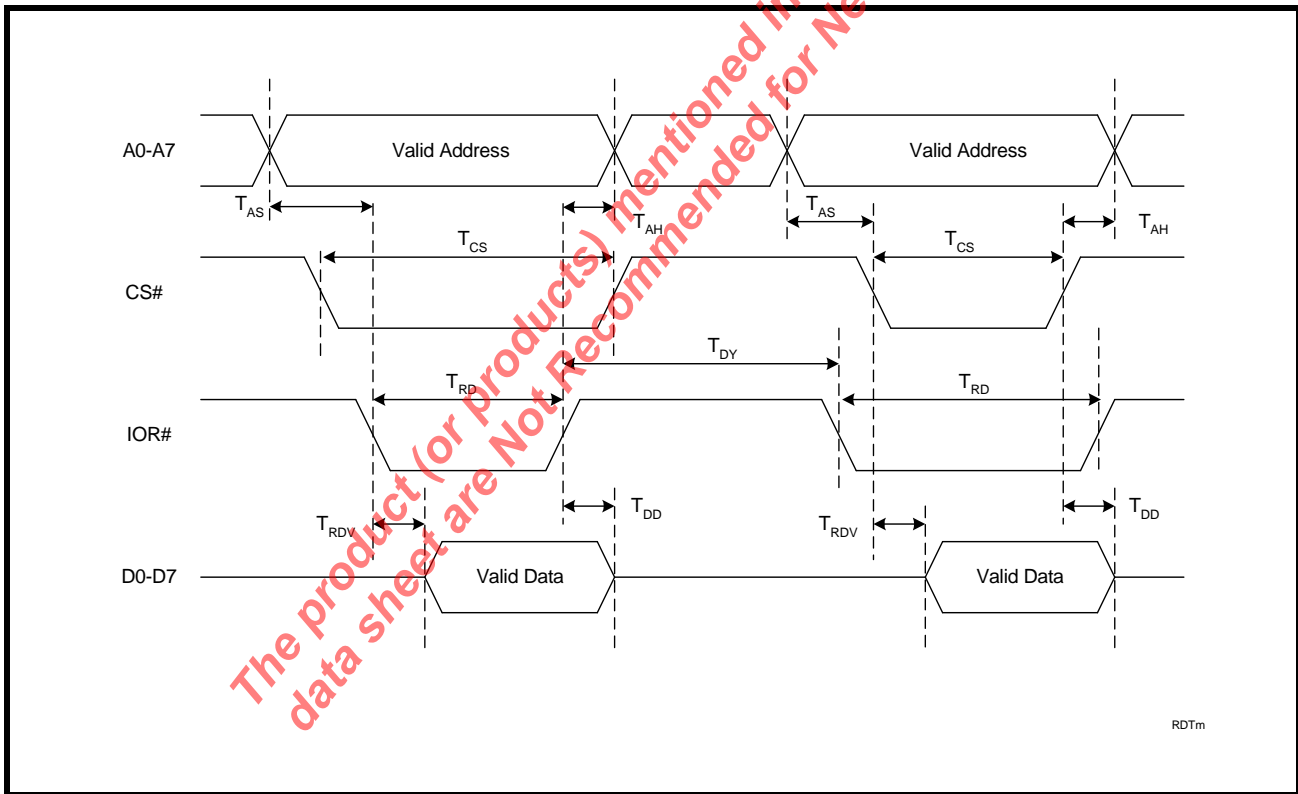 A0-A7
Valid Address
Valid Address
TAS
TAH
TAS
TAH
TCS
TCS
CS#
TDY
TRD
TRD
IOR#
TRDV
TDD
TRDV
TDD
D0-D7
Valid Data
Valid Data
The product (or products) mentioned in
data sheet are Not Recommended for Ne
RDTm